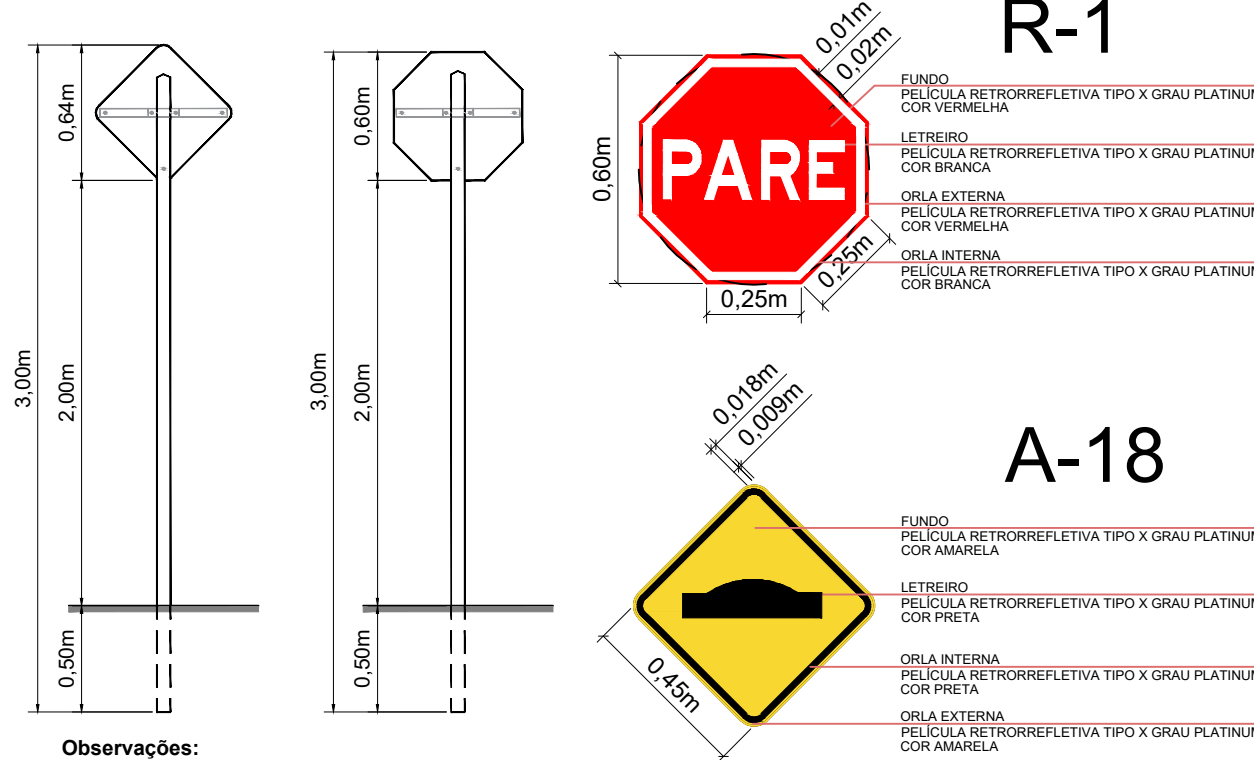 3,00m
0,64m
2,00m
0,50m
3,00m
0,60m
2,00m
0,50m
Observações:
R-1
0,01m
0,02m
0,60m
PARE
0,25m
0,25m
FUNDO
PELÍCULA RETRORREFLETIVA TIPO X GRAU PLATINUM
COR VERMELHA
LETREIRO
PELÍCULA RETRORREFLETIVA TIPO X GRAU PLATINUM
COR BRANCA
ORLA EXTERNA
PELÍCULA RETRORREFLETIVA TIPO X GRAU PLATINUM
COR VERMELHA
ORLA INTERNA
PELÍCULA RETRORREFLETIVA TIPO X GRAU PLATINUM
COR BRANCA
A-18
0,018m
0,009m
0,45m
FUNDO
PELÍCULA RETRORREFLETIVA TIPO X GRAU PLATINUM
COR AMARELA
LETREIRO
PELÍCULA RETRORREFLETIVA TIPO X GRAU PLATINUM
COR PRETA
ORLA INTERNA
PELÍCULA RETRORREFLETIVA TIPO X GRAU PLATINUM
COR PRETA
ORLA EXTERNA
PELÍCULA RETRORREFLETIVA TIPO X GRAU PLATINUM
COR AMARELA